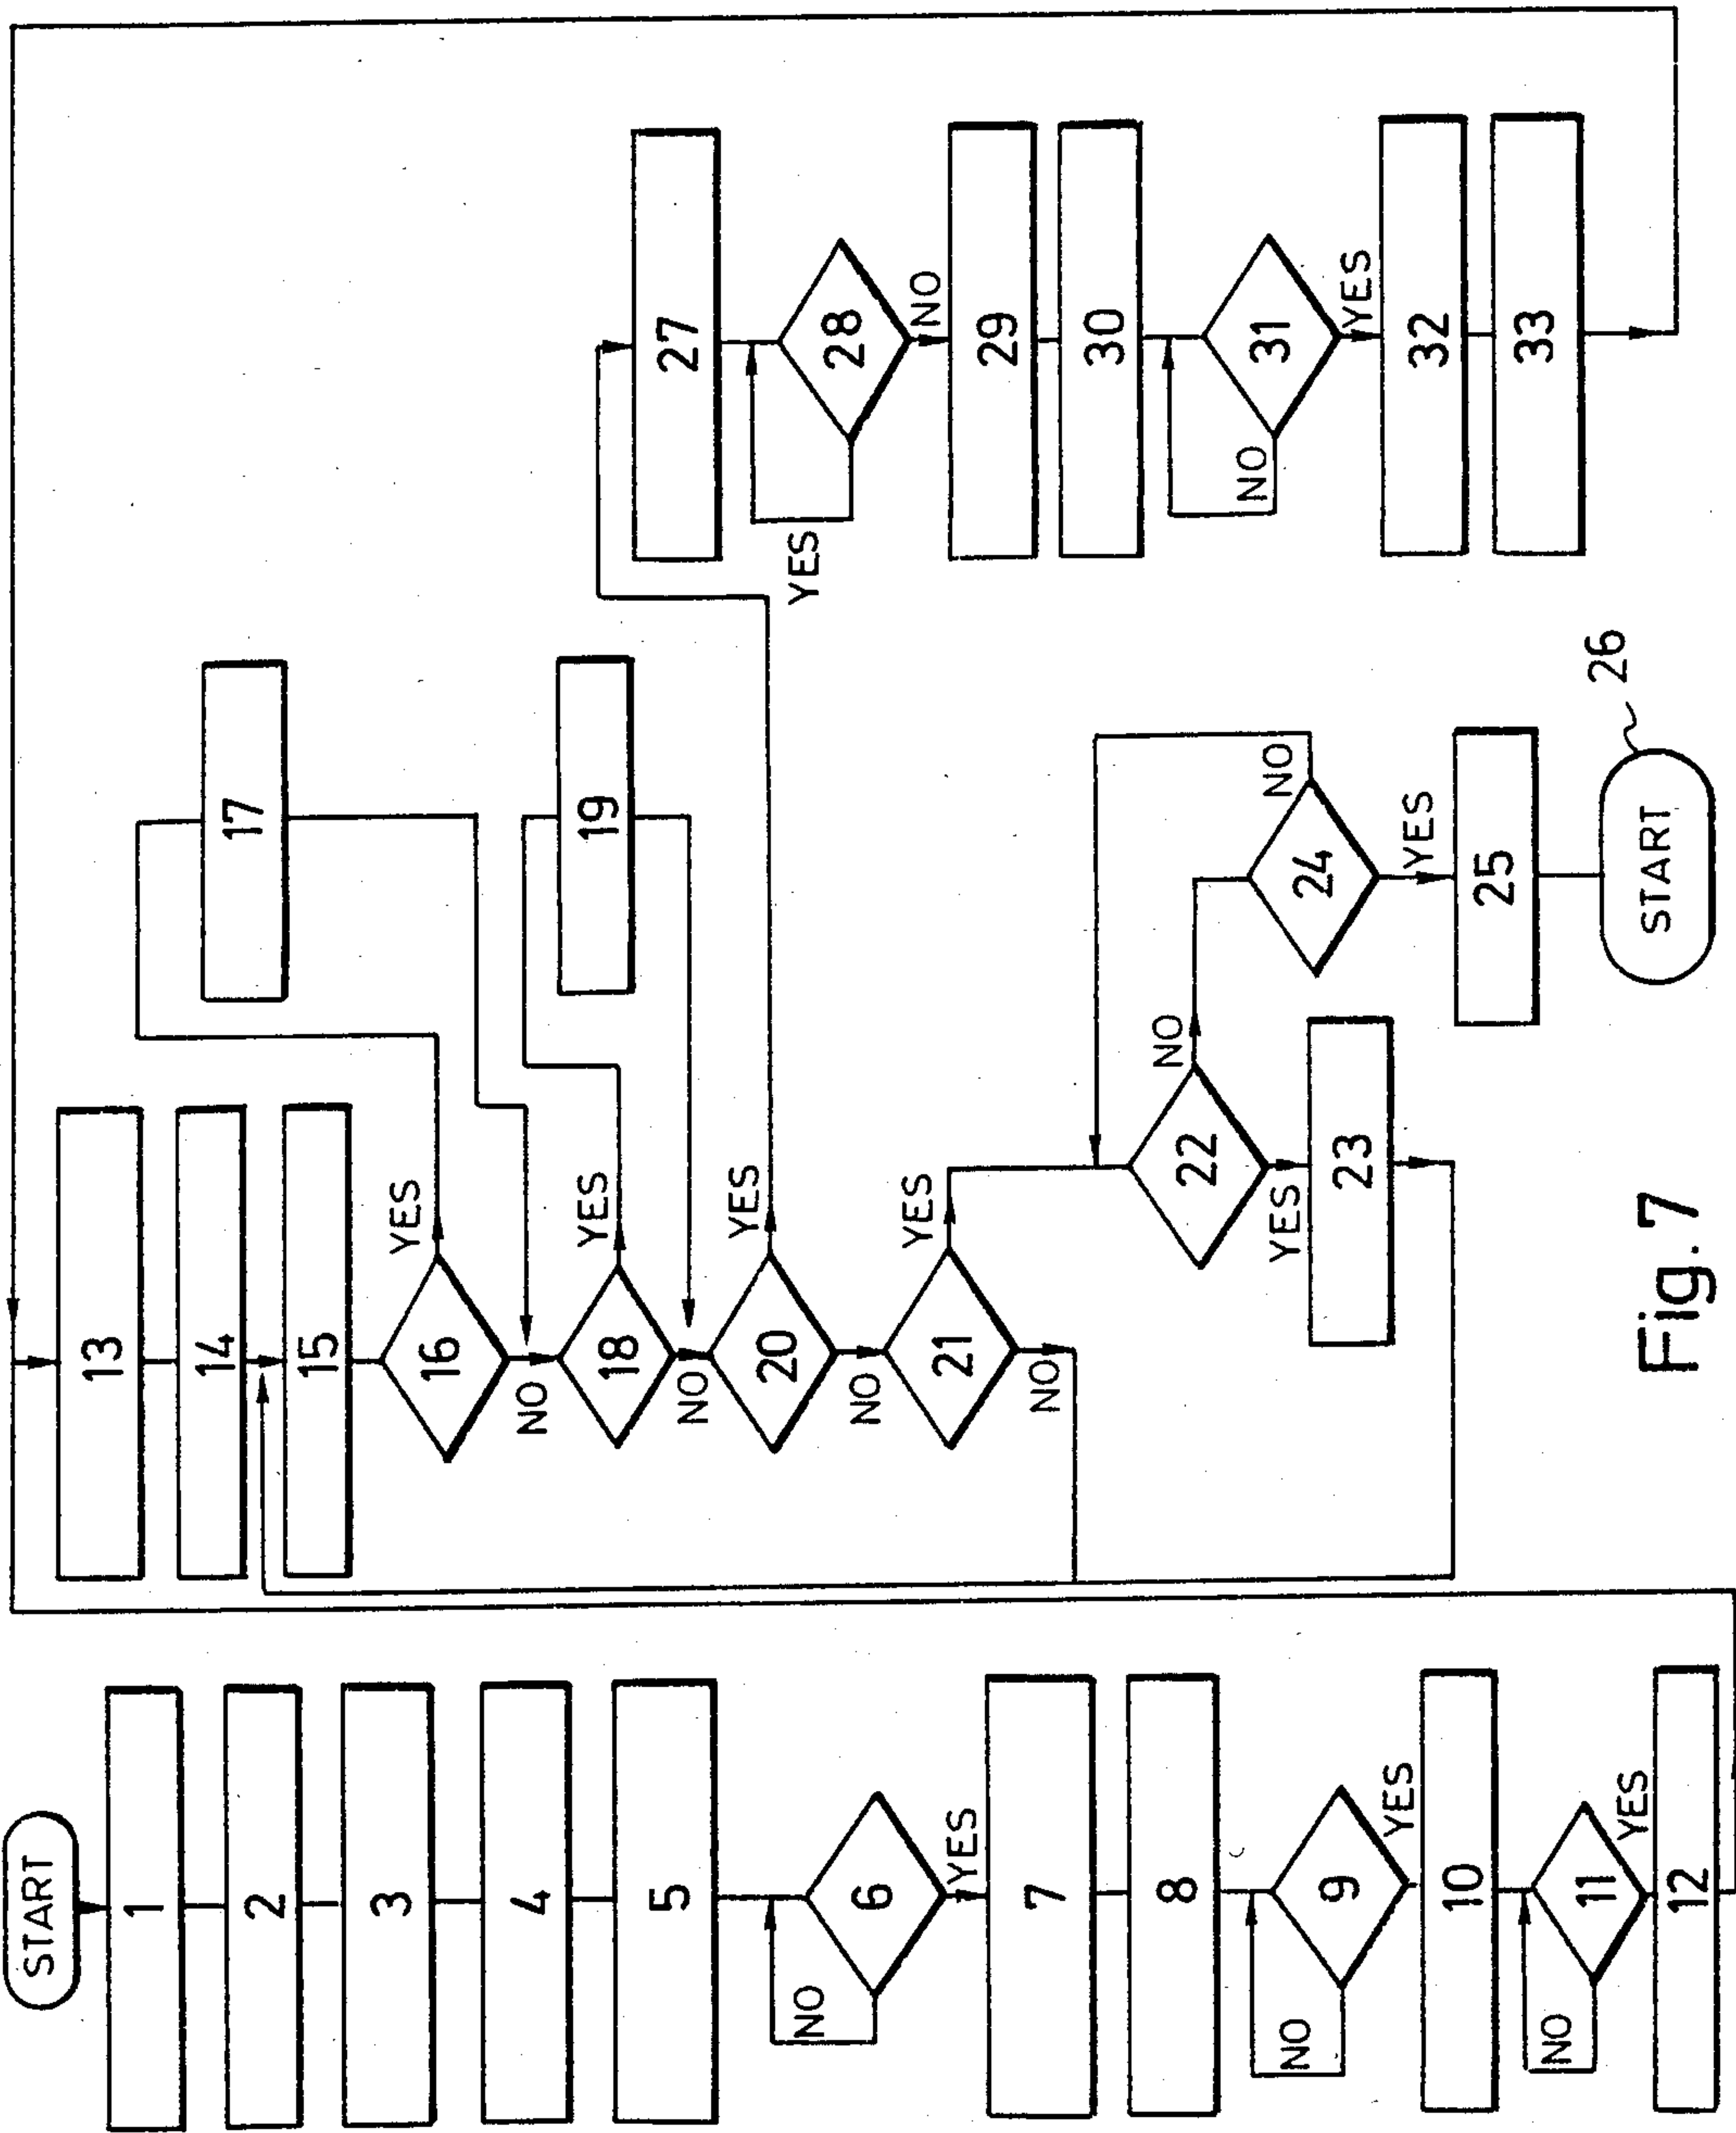 START
1
2
3
4
5
6
NO
YES
7
8
9
NO
YES
10
11
NO
YES
12
13
14
15
16
YES
NO
17
18
YES
NO
19
20
YES
NO
21
YES
NO
22
NO
YES
23
24
NO
YES
25
START
26
27
28
YES
NO
29
30
31
NO
YES
32
33
Fig. 7